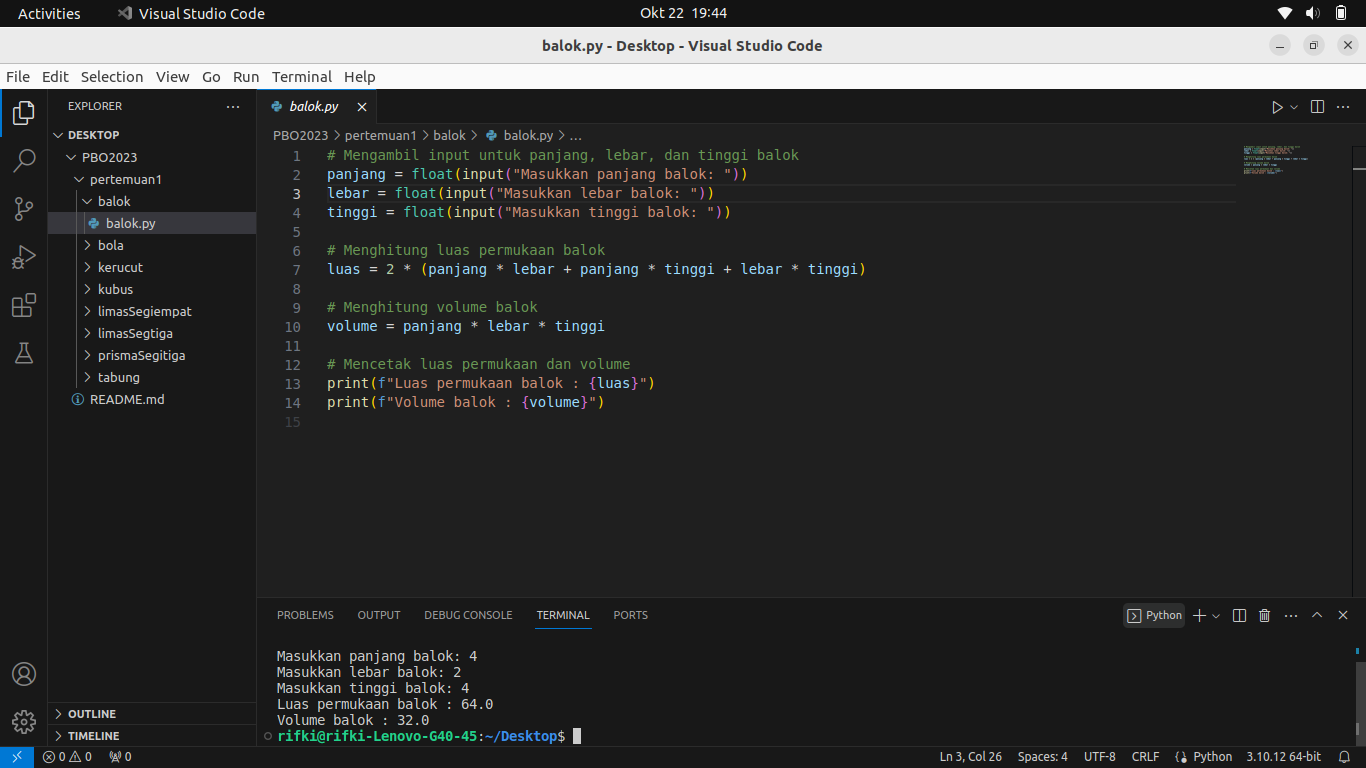 Activities Visual Studio Code Okt 22 19:44
balok.py - Desktop - Visual Studio Code
File Edit Selection View Go Run Terminal Help
EXPLORER
DESKTOP
PBO2023
pertemuan1
balok
balok.py
bola
kerucut
kubus
limasSegiempat
limasSegtiga
prismaSegitiga
tabung
README.md
OUTLINE
TIMELINE
balok.py
PBO2023 > pertemuan1 > balok > balok.py > ...
1 # Mengambil input untuk panjang, lebar, dan tinggi balok
2 panjang = float(input("Masukkan panjang balok: "))
3 lebar = float(input("Masukkan lebar balok: "))
4 tinggi = float(input("Masukkan tinggi balok: "))
5
6 # Menghitung luas permukaan balok
7 luas = 2 * (panjang * lebar + panjang * tinggi + lebar * tinggi)
8
9 # Menghitung volume balok
10 volume = panjang * lebar * tinggi
11
12 # Mencetak luas permukaan dan volume
13 print(f"Luas permukaan balok : {luas}")
14 print(f"Volume balok : {volume}")
15
PROBLEMS OUTPUT DEBUG CONSOLE TERMINAL PORTS Python
Masukkan panjang balok: 4
Masukkan lebar balok: 2
Masukkan tinggi balok: 4
Luas permukaan balok : 64.0
Volume balok : 32.0
rifki@rifki-Lenovo-G40-45:~/Desktop$
0 0 0 Ln 3, Col 26 Spaces: 4 UTF-8 CRLF Python 3.10.12 64-bit